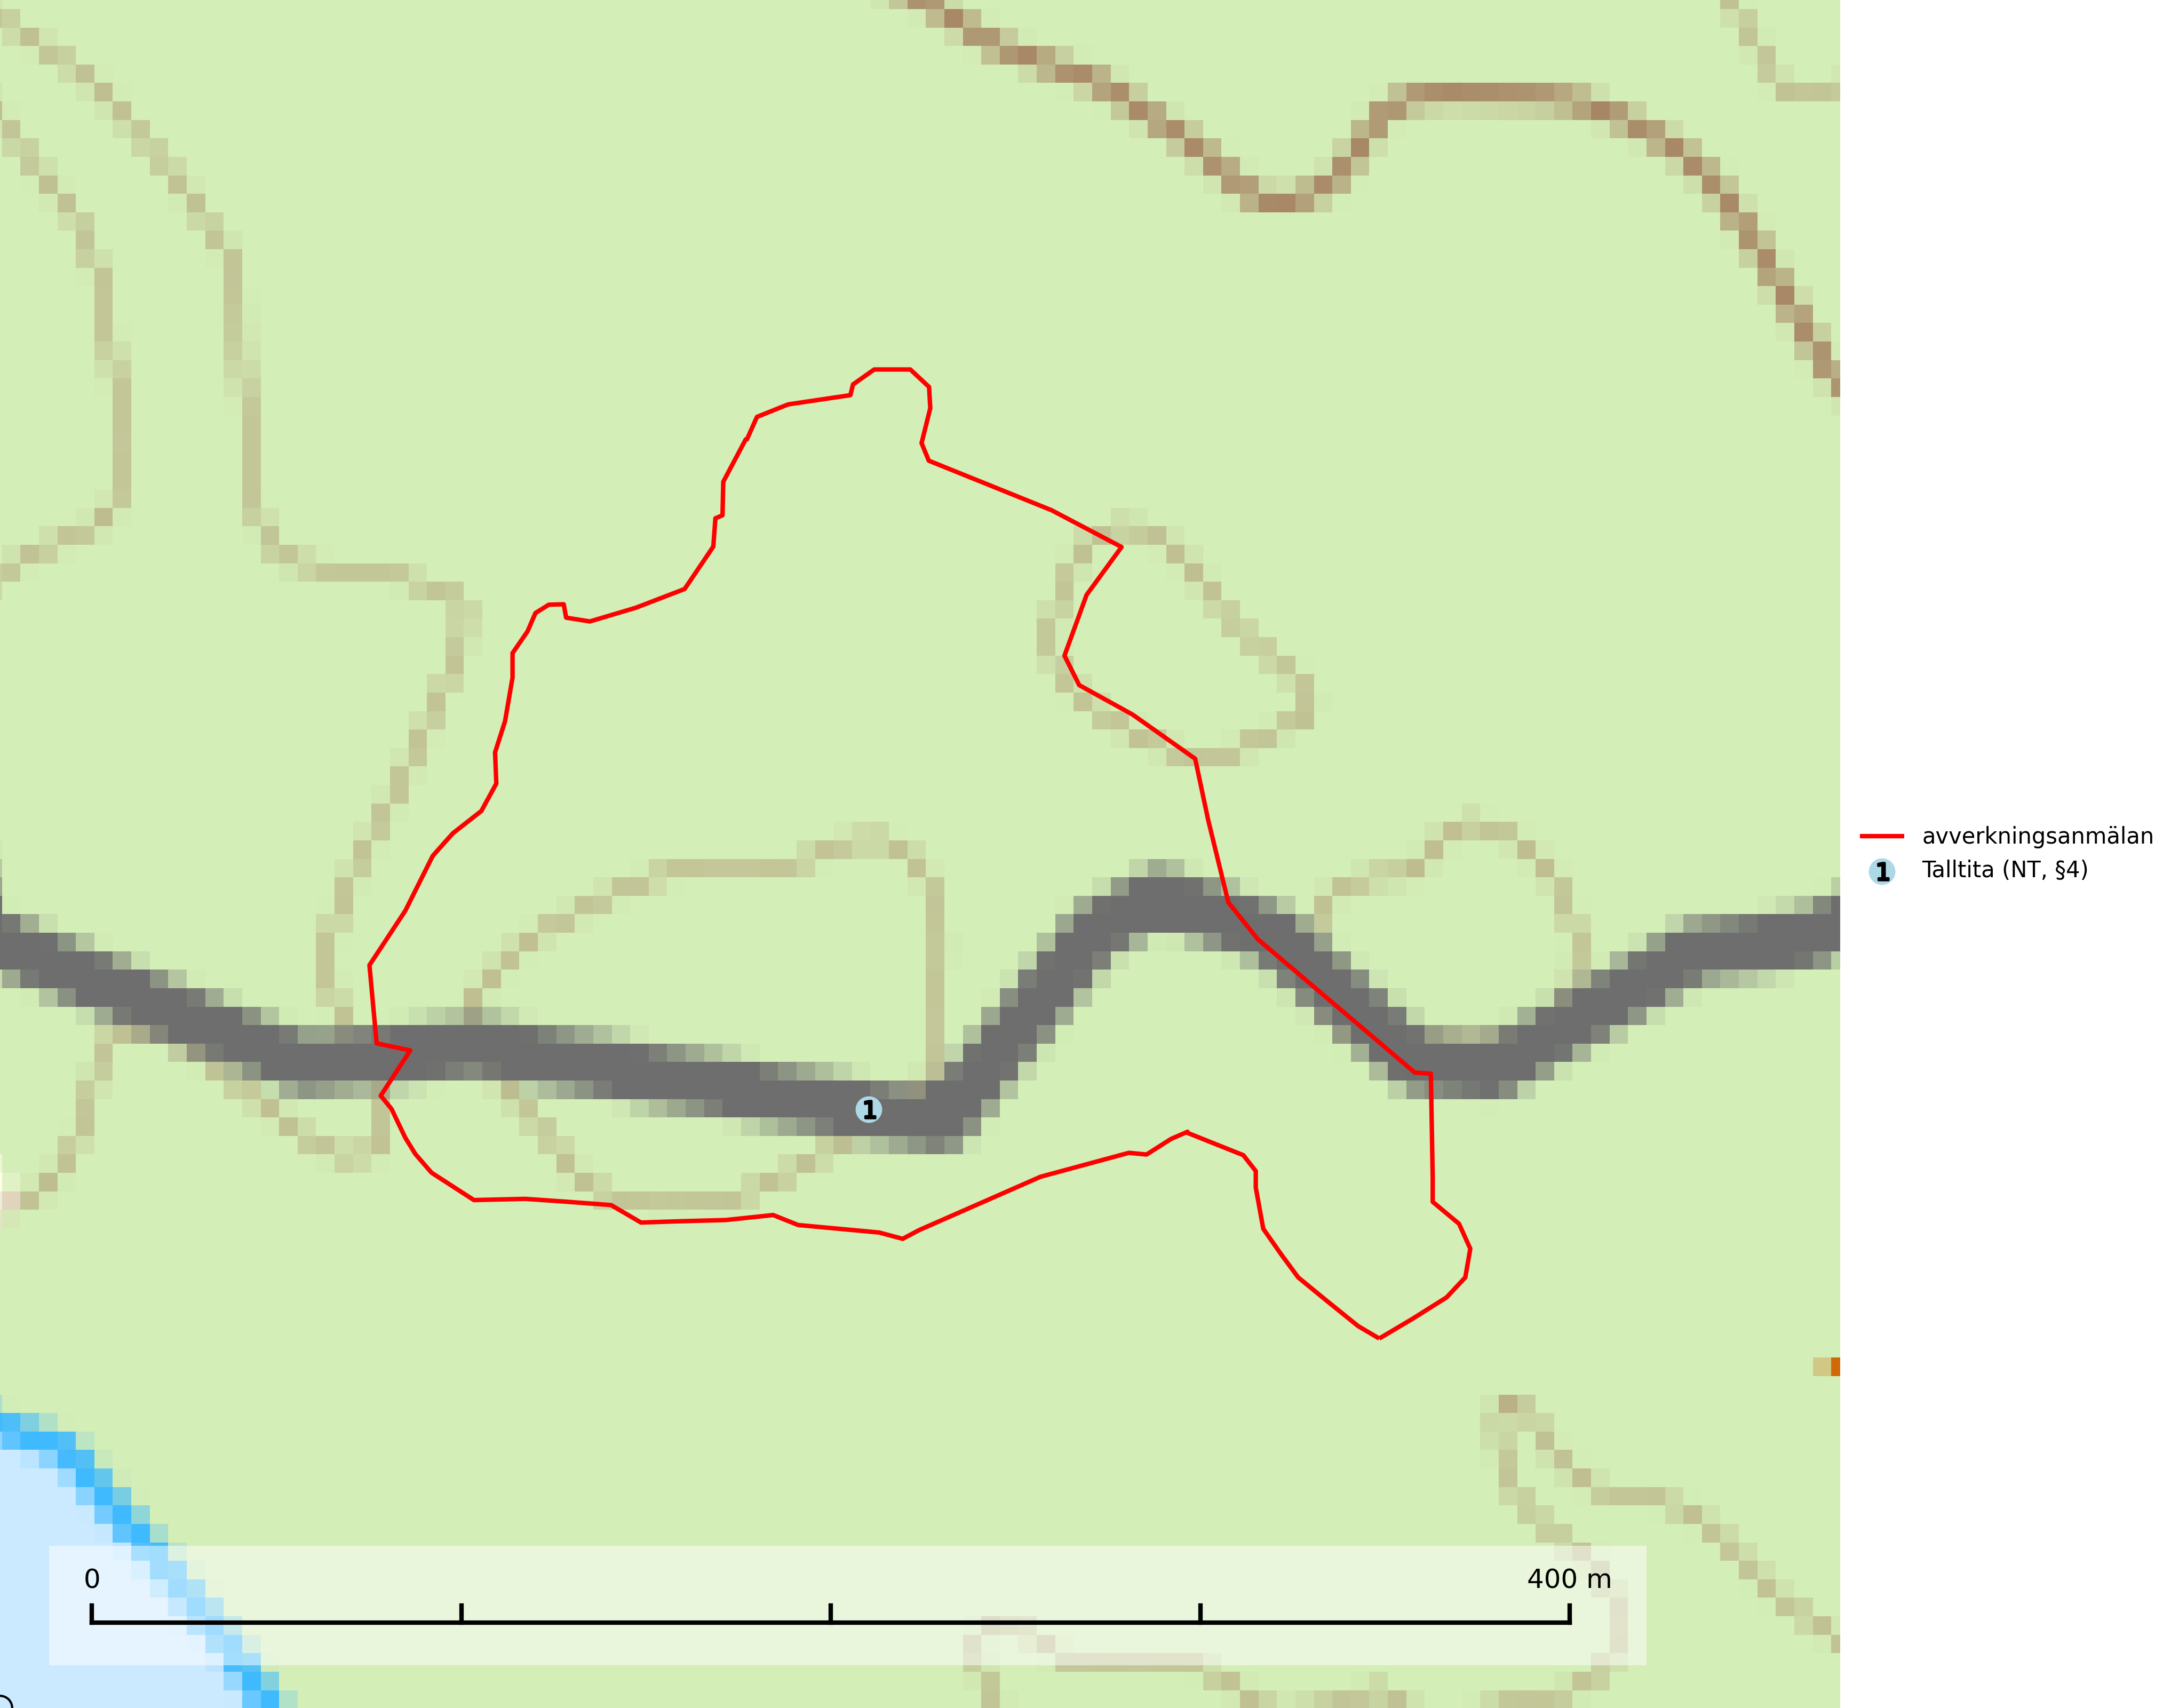 avverkningsanmälan
1 Talltita (NT, §4)
1
0 400 m